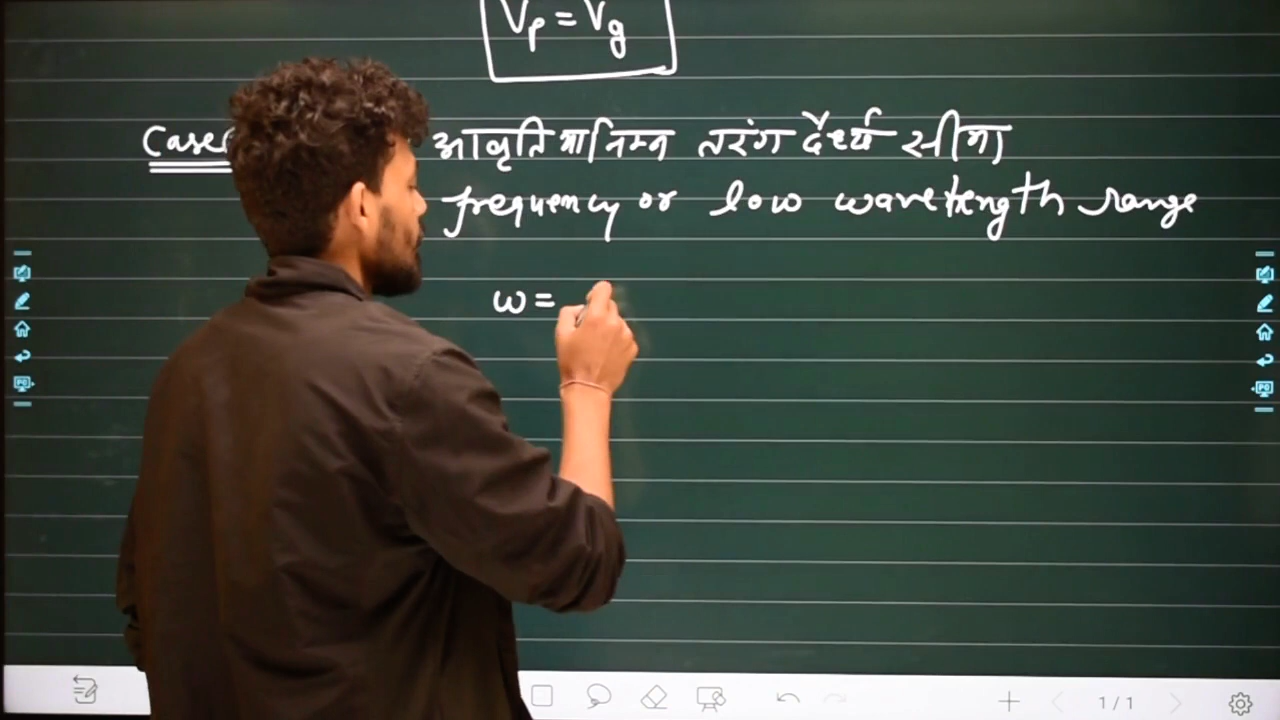 Vp = Vg
Case आवृति या निम्न तरंग दैर्ध्य सीमा
frequency or low wavelength range
ω =
1/1